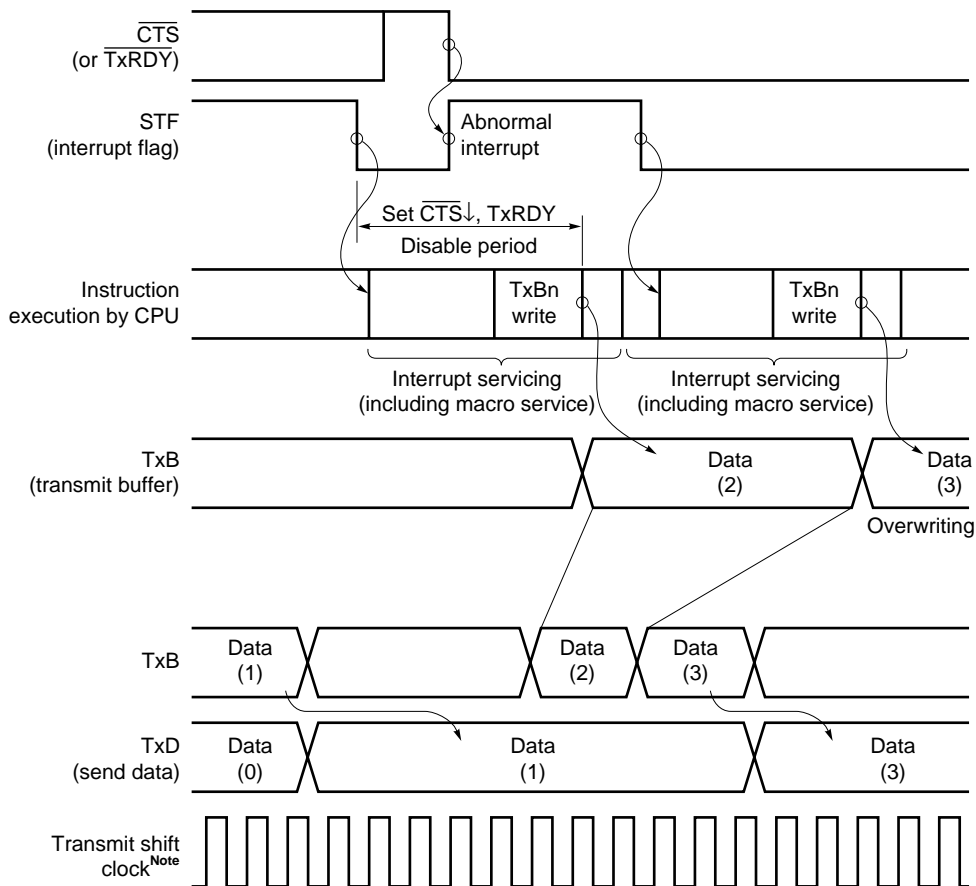 CTS
(or TxRDY)
STF
(interrupt flag)
Abnormal
interrupt
Set CTS↓, TxRDY
Disable period
Instruction
execution by CPU
TxBn
write
TxBn
write
Interrupt servicing
(including macro service)
Interrupt servicing
(including macro service)
TxB
(transmit buffer)
Data
(2)
Data
(3)
Overwriting
TxB
Data
(1)
Data
(2)
Data
(3)
TxD
(send data)
Data
(0)
Data
(1)
Data
(3)
Transmit shift
clockNote